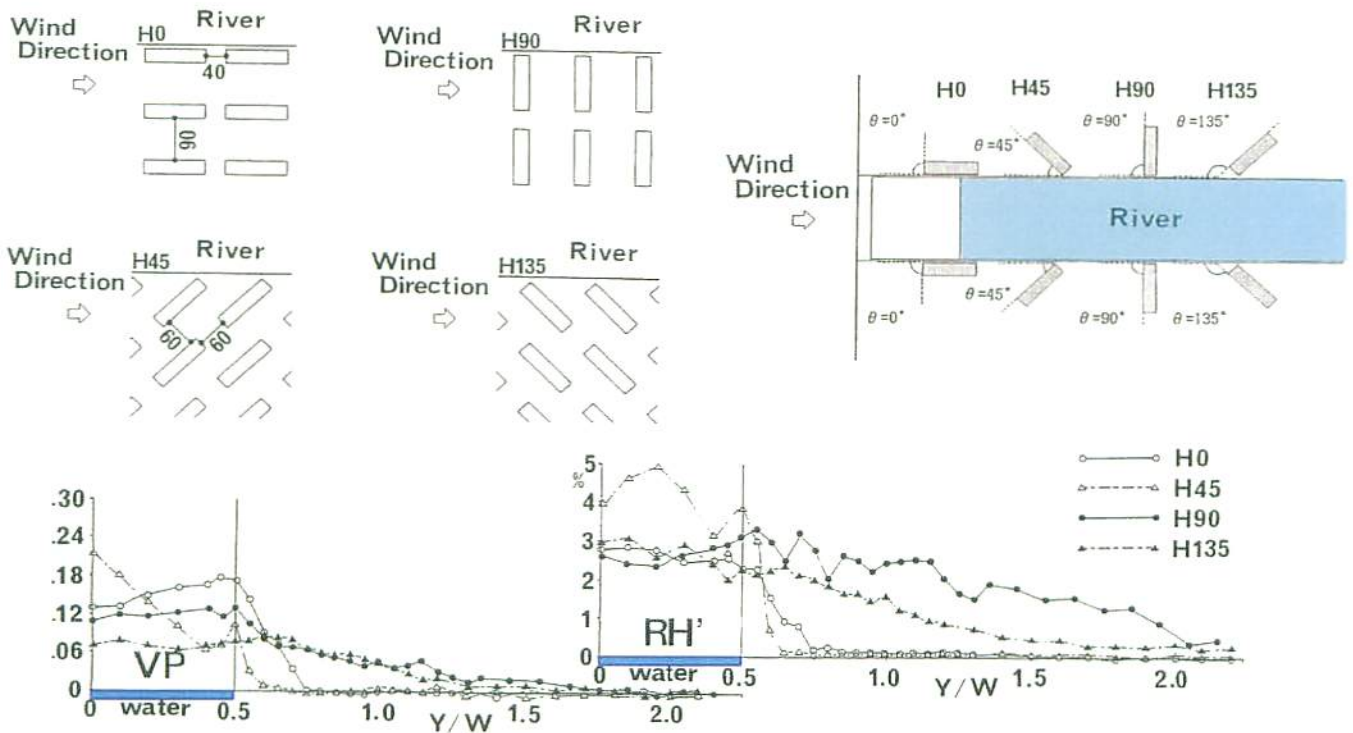 Wind
Direction
H0
River
40
90
Wind
Direction
H90
River
Wind
Direction
H45
River
60
60
Wind
Direction
H135
River
H0
H45
H90
H135
θ=0°
θ=45°
θ=90°
θ=135°
Wind
Direction
River
θ=0°
θ=45°
θ=90°
θ=135°
.30
.24
.18
.12
.06
0
VP
0
water
0.5
1.0
Y/W
1.5
2.0
%
5
4
3
2
1
0
RH'
0
water
0.5
1.0
Y/W
1.5
2.0
H0
H45
H90
H135